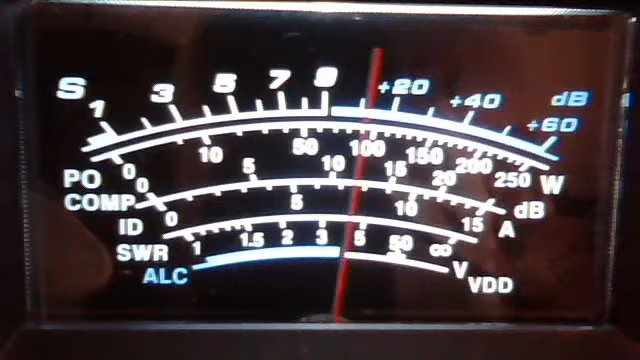 S 1 3 5 7 9 +20 +40 +60 dB
PO 0 10 50 100 150 200 250 W
COMP 0 5 10 15 20 dB
ID 0 5 10 15 A
SWR 1 1.5 2 3 5 50 ∞
ALC V VDD